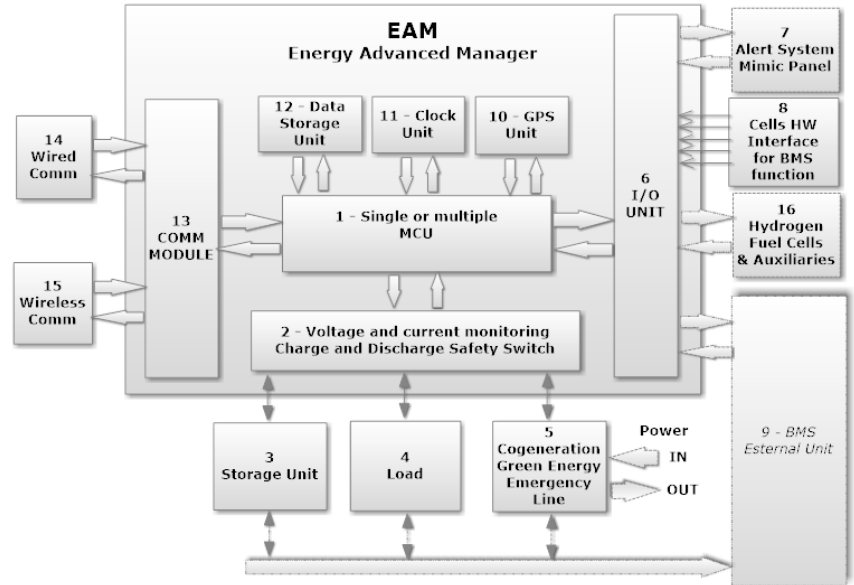 EAM
Energy Advanced Manager
7
Alert System
Mimic Panel
12 - Data
Storage
Unit
11 - Clock
Unit
10 - GPS
Unit
8
Cells HW
Interface
for BMS
function
14
Wired
Comm
6
I/O
UNIT
13
COMM
MODULE
1 - Single or multiple
MCU
16
Hydrogen
Fuel Cells
& Auxiliaries
15
Wireless
Comm
2 - Voltage and current monitoring
Charge and Discharge Safety Switch
3
Storage Unit
4
Load
5
Cogeneration
Green Energy
Emergency
Line
Power
IN
OUT
9 - BMS
Esternal Unit